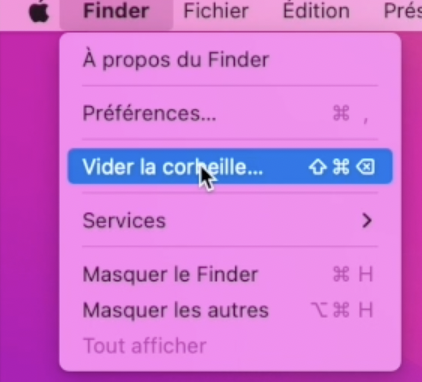 Finder Fichier Édition Prés
À propos du Finder
Préférences... ⌘ ,
Vider la corbeille... ⇧⌘⌫
Services >
Masquer le Finder ⌘ H
Masquer les autres ⌥⌘ H
Tout afficher